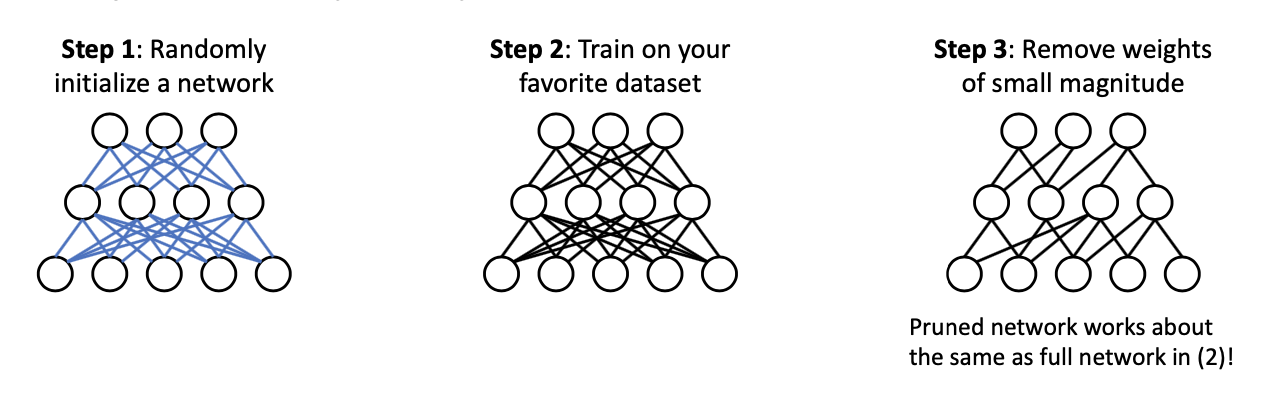 Step 1: Randomly
initialize a network
Step 2: Train on your
favorite dataset
Step 3: Remove weights
of small magnitude
Pruned network works about
the same as full network in (2)!